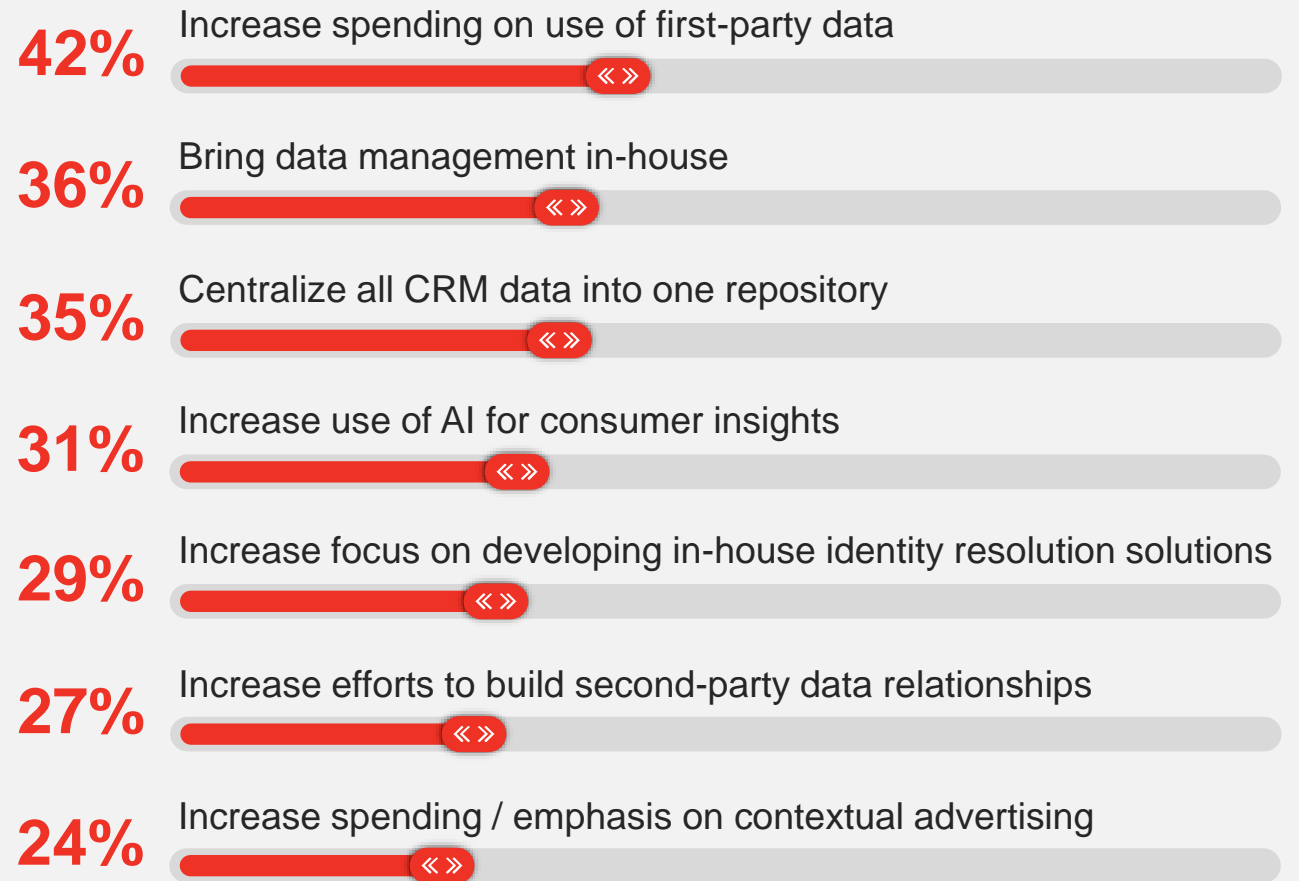 42%
Increase spending on use of first-party data
36%
Bring data management in-house
35%
Centralize all CRM data into one repository
31%
Increase use of AI for consumer insights
29%
Increase focus on developing in-house identity resolution solutions
27%
Increase efforts to build second-party data relationships
24%
Increase spending / emphasis on contextual advertising